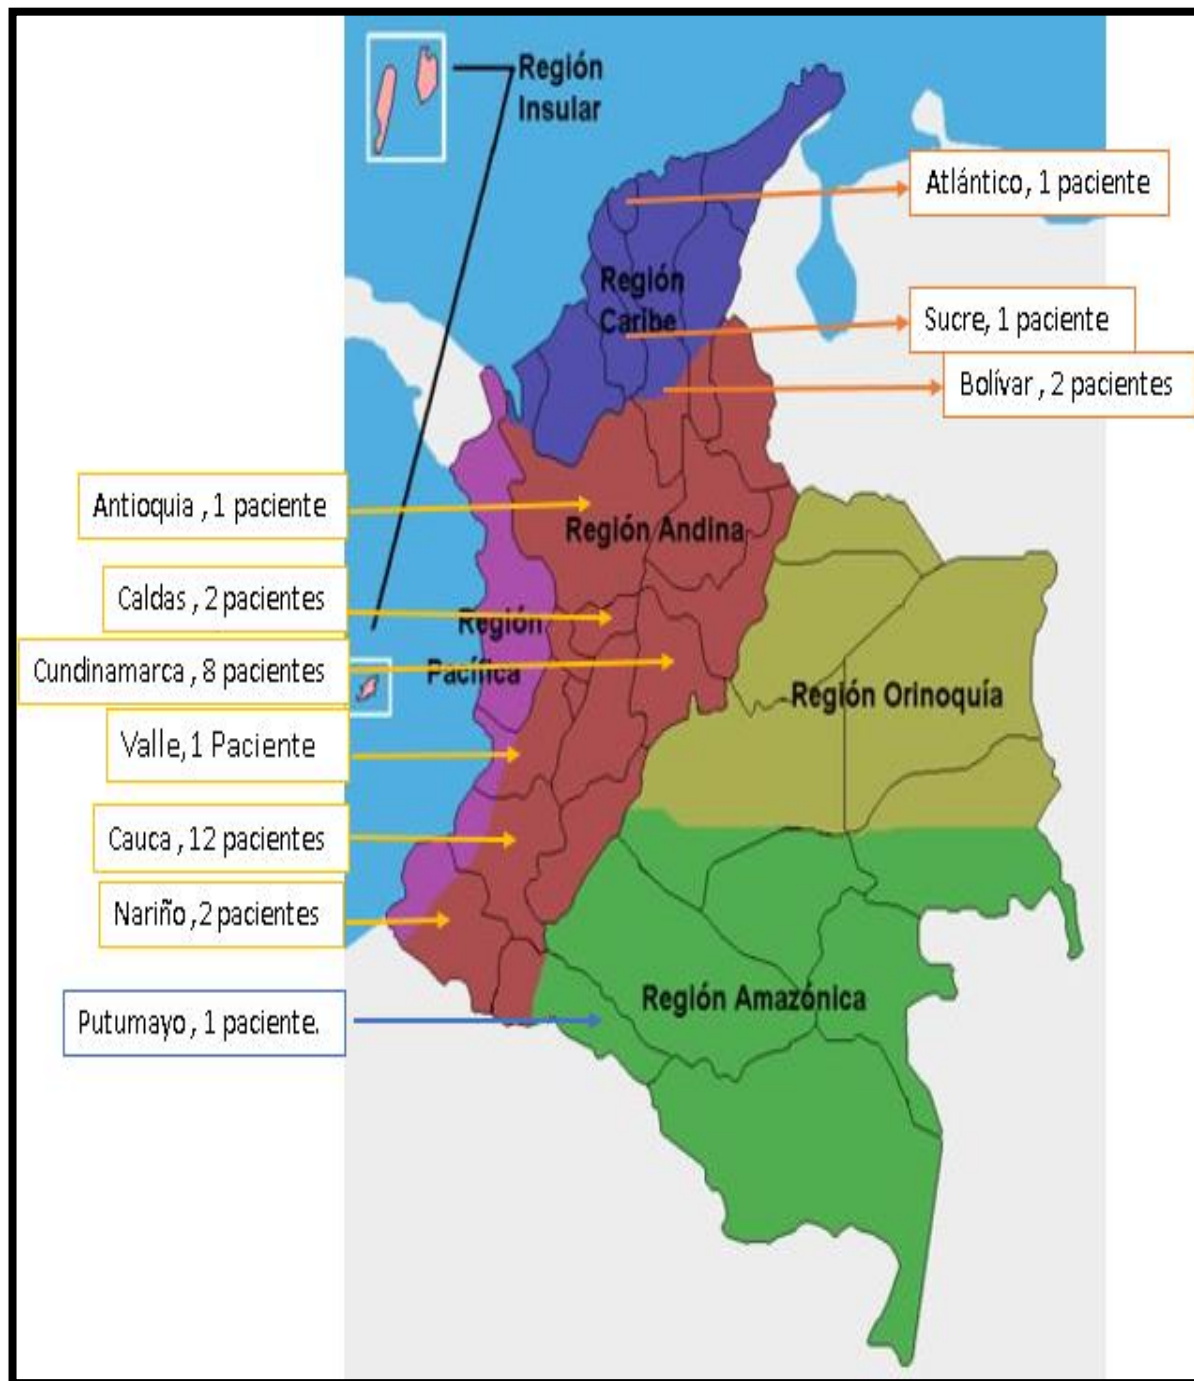 Región
Insular
Atlántico, 1 paciente
Región
Caribe
Sucre, 1 paciente
Bolívar , 2 pacientes
Antioquia , 1 paciente
Región Andina
Caldas , 2 pacientes
Región
Pacífica
Cundinamarca , 8 pacientes
Región Orinoquía
Valle, 1 Paciente
Cauca , 12 pacientes
Nariño ,2 pacientes
Región Amazónica
Putumayo, 1 paciente.